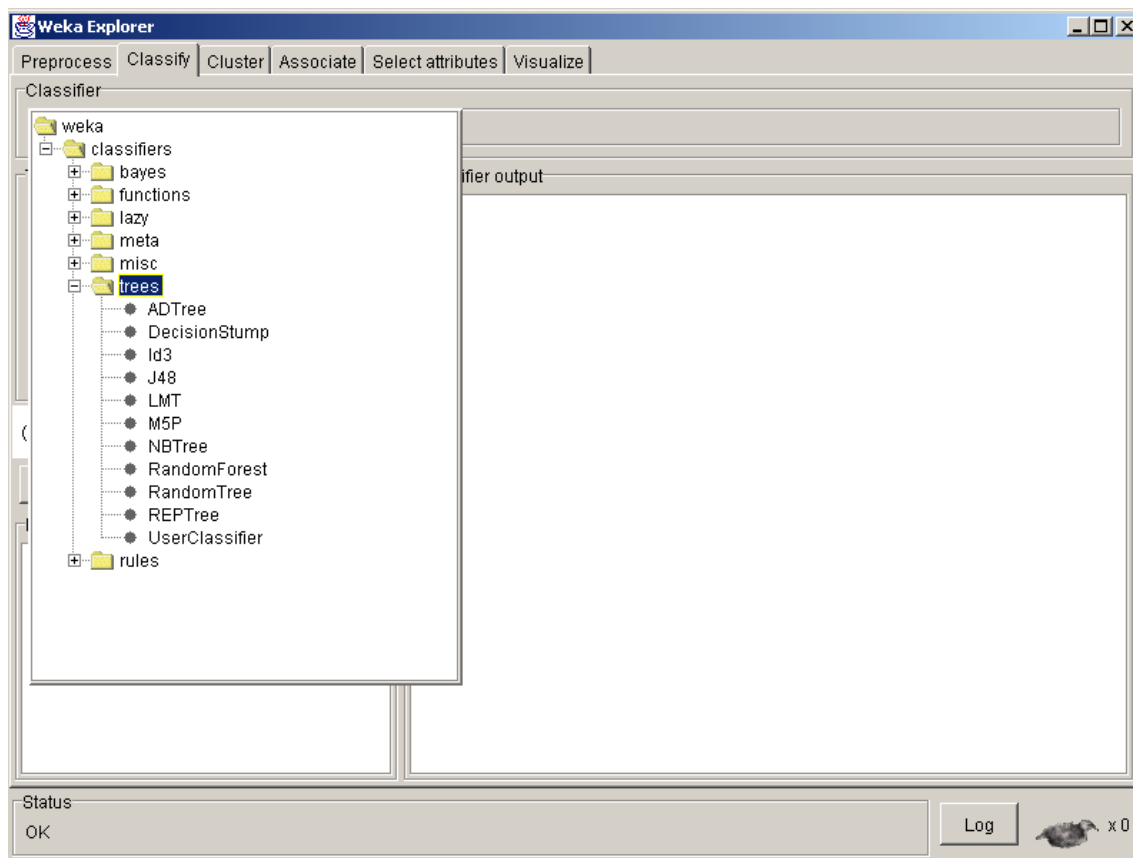 Weka Explorer
Preprocess Classify Cluster Associate Select attributes Visualize
Classifier
weka
classifiers
bayes
functions
lazy
meta
misc
trees
ADTree
DecisionStump
Id3
J48
LMT
M5P
NBTree
RandomForest
RandomTree
REPTree
UserClassifier
rules
ifier output
(
Status
OK
Log
x 0